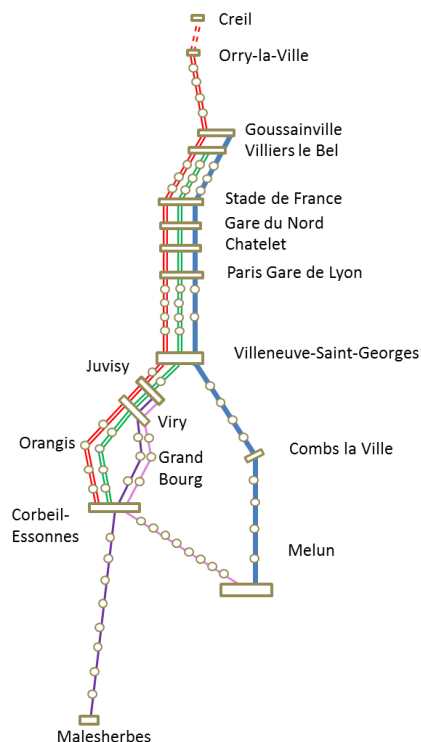 Creil
Orry-la-Ville
Goussainville
Villiers le Bel
Stade de France
Gare du Nord
Chatelet
Paris Gare de Lyon
Villeneuve-Saint-Georges
Juvisy
Viry
Orangis
Grand
Bourg
Combs la Ville
Corbeil-
Essonnes
Melun
Malesherbes